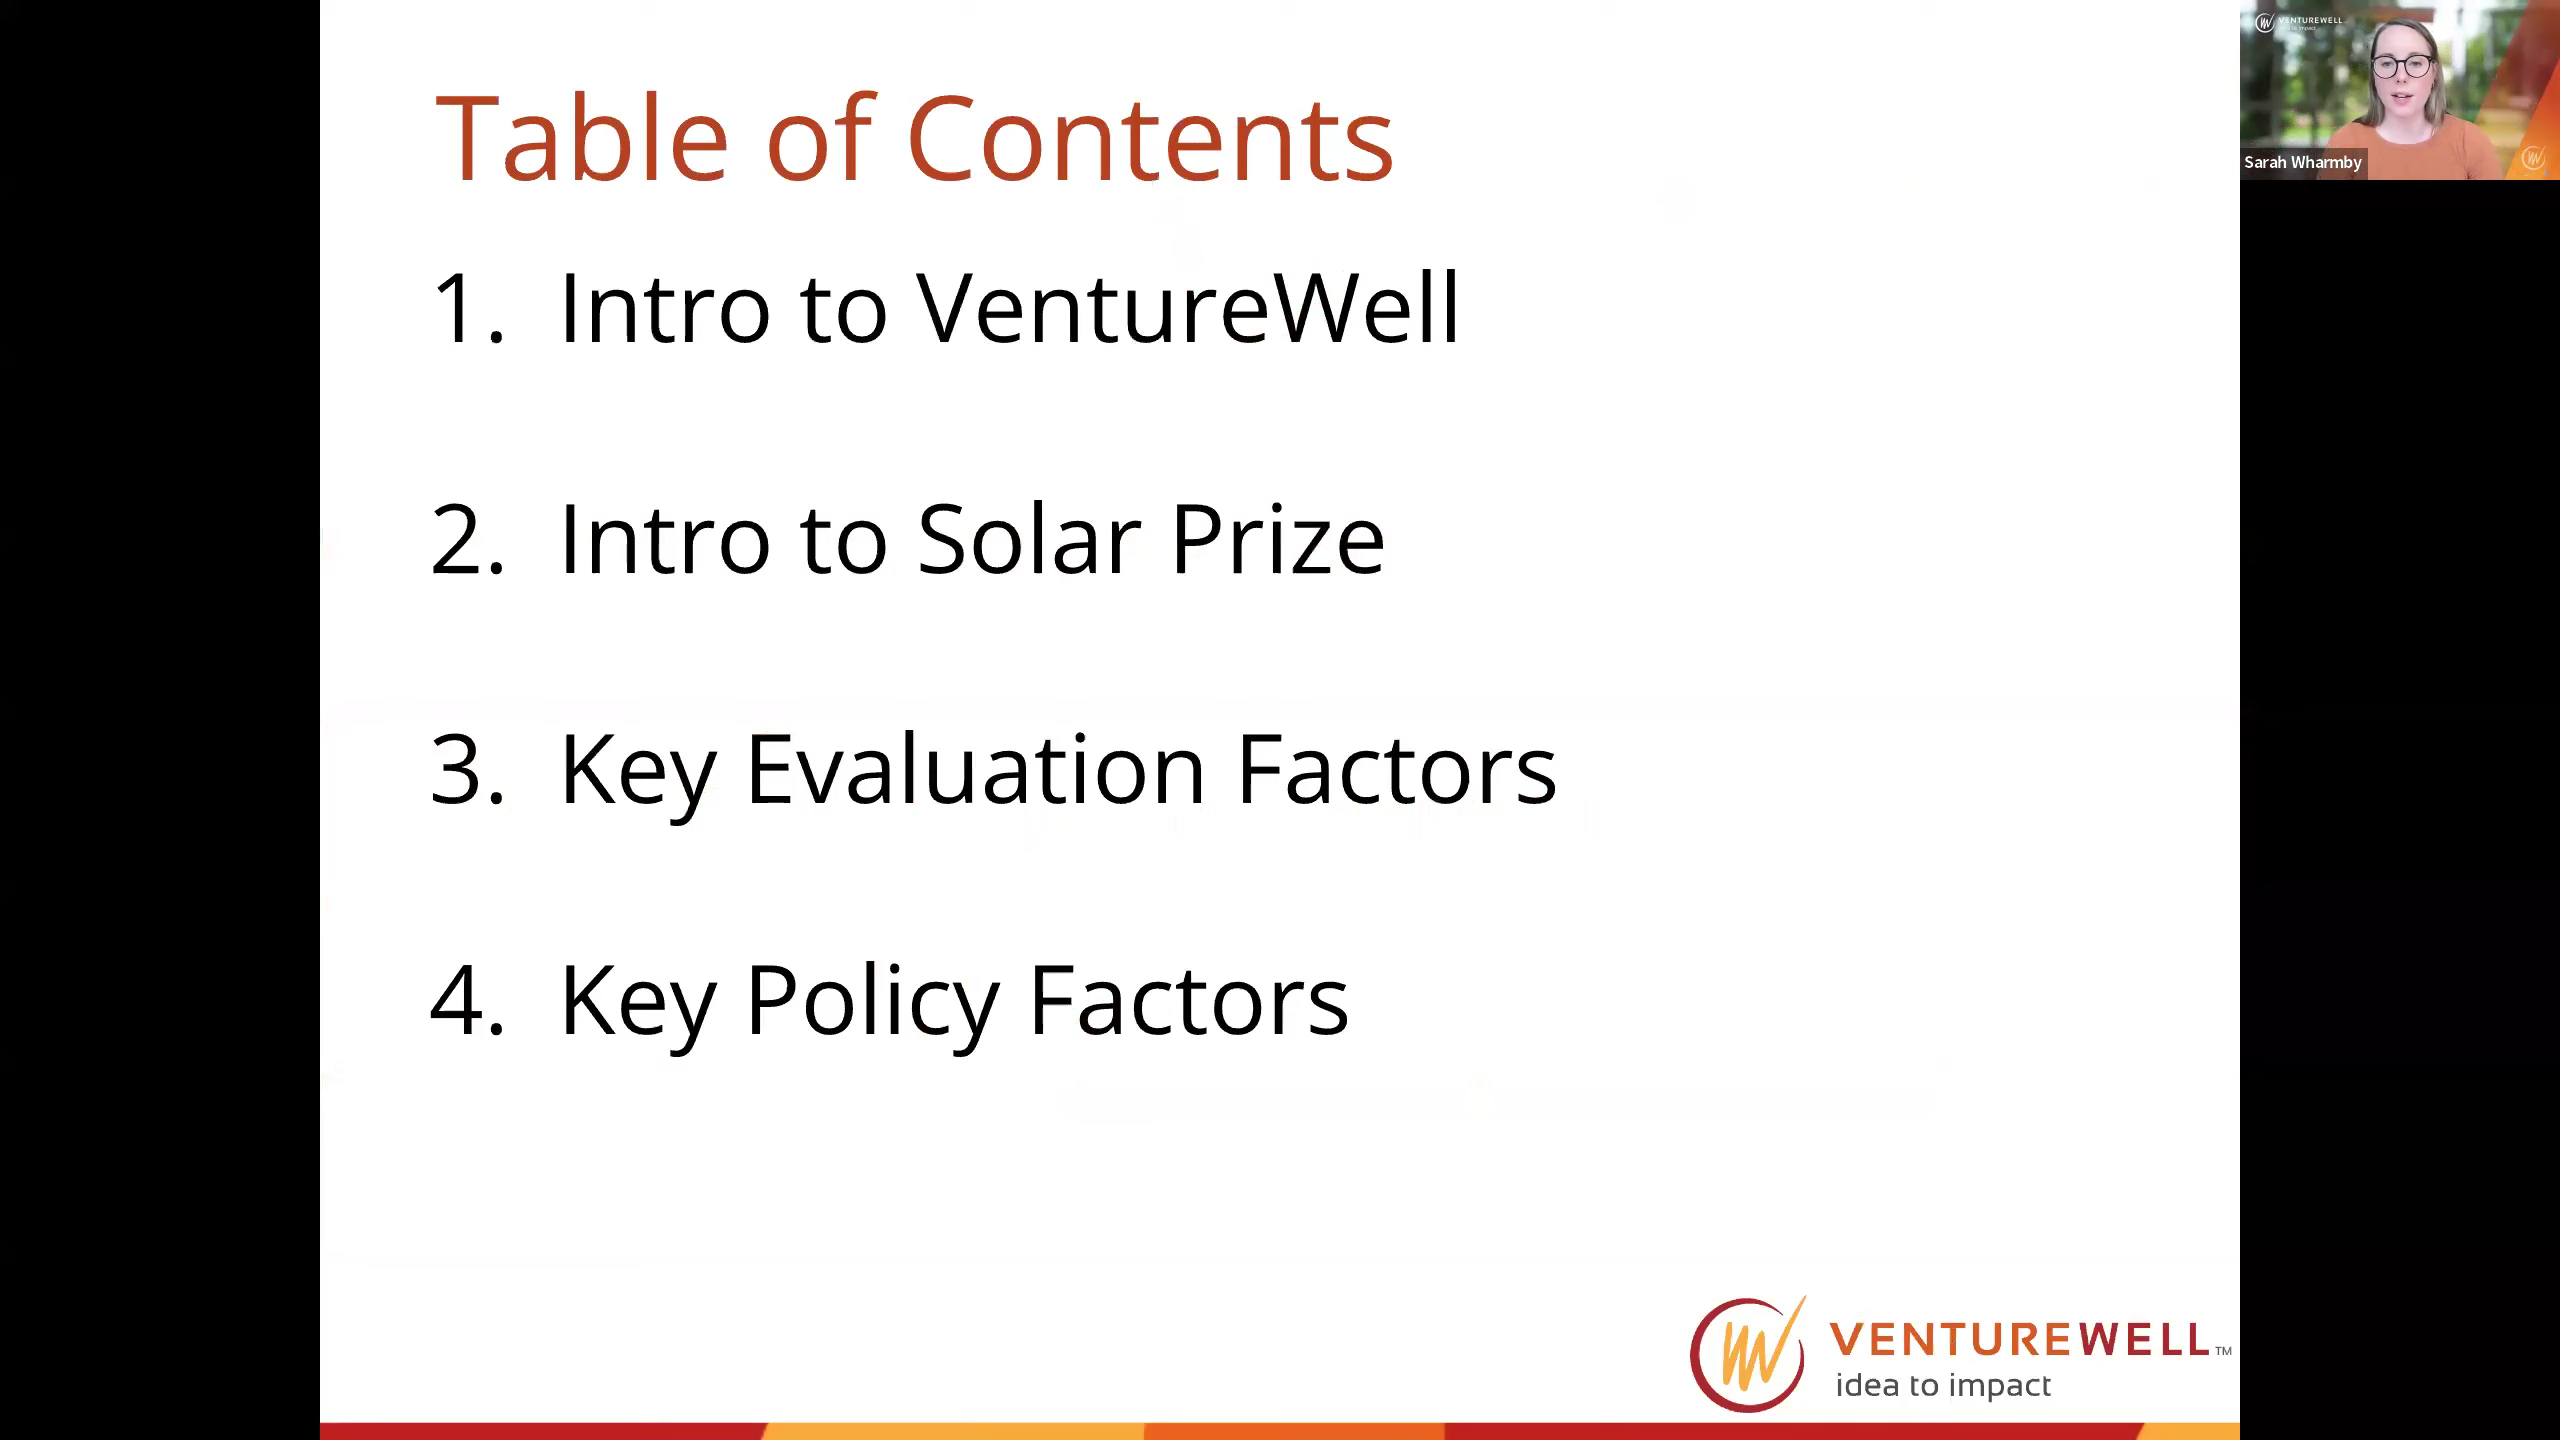 Table of Contents
1. Intro to VentureWell
2. Intro to Solar Prize
3. Key Evaluation Factors
4. Key Policy Factors
VENTUREWELL
Sarah Wharmby
VENTUREWELL™
idea to impact